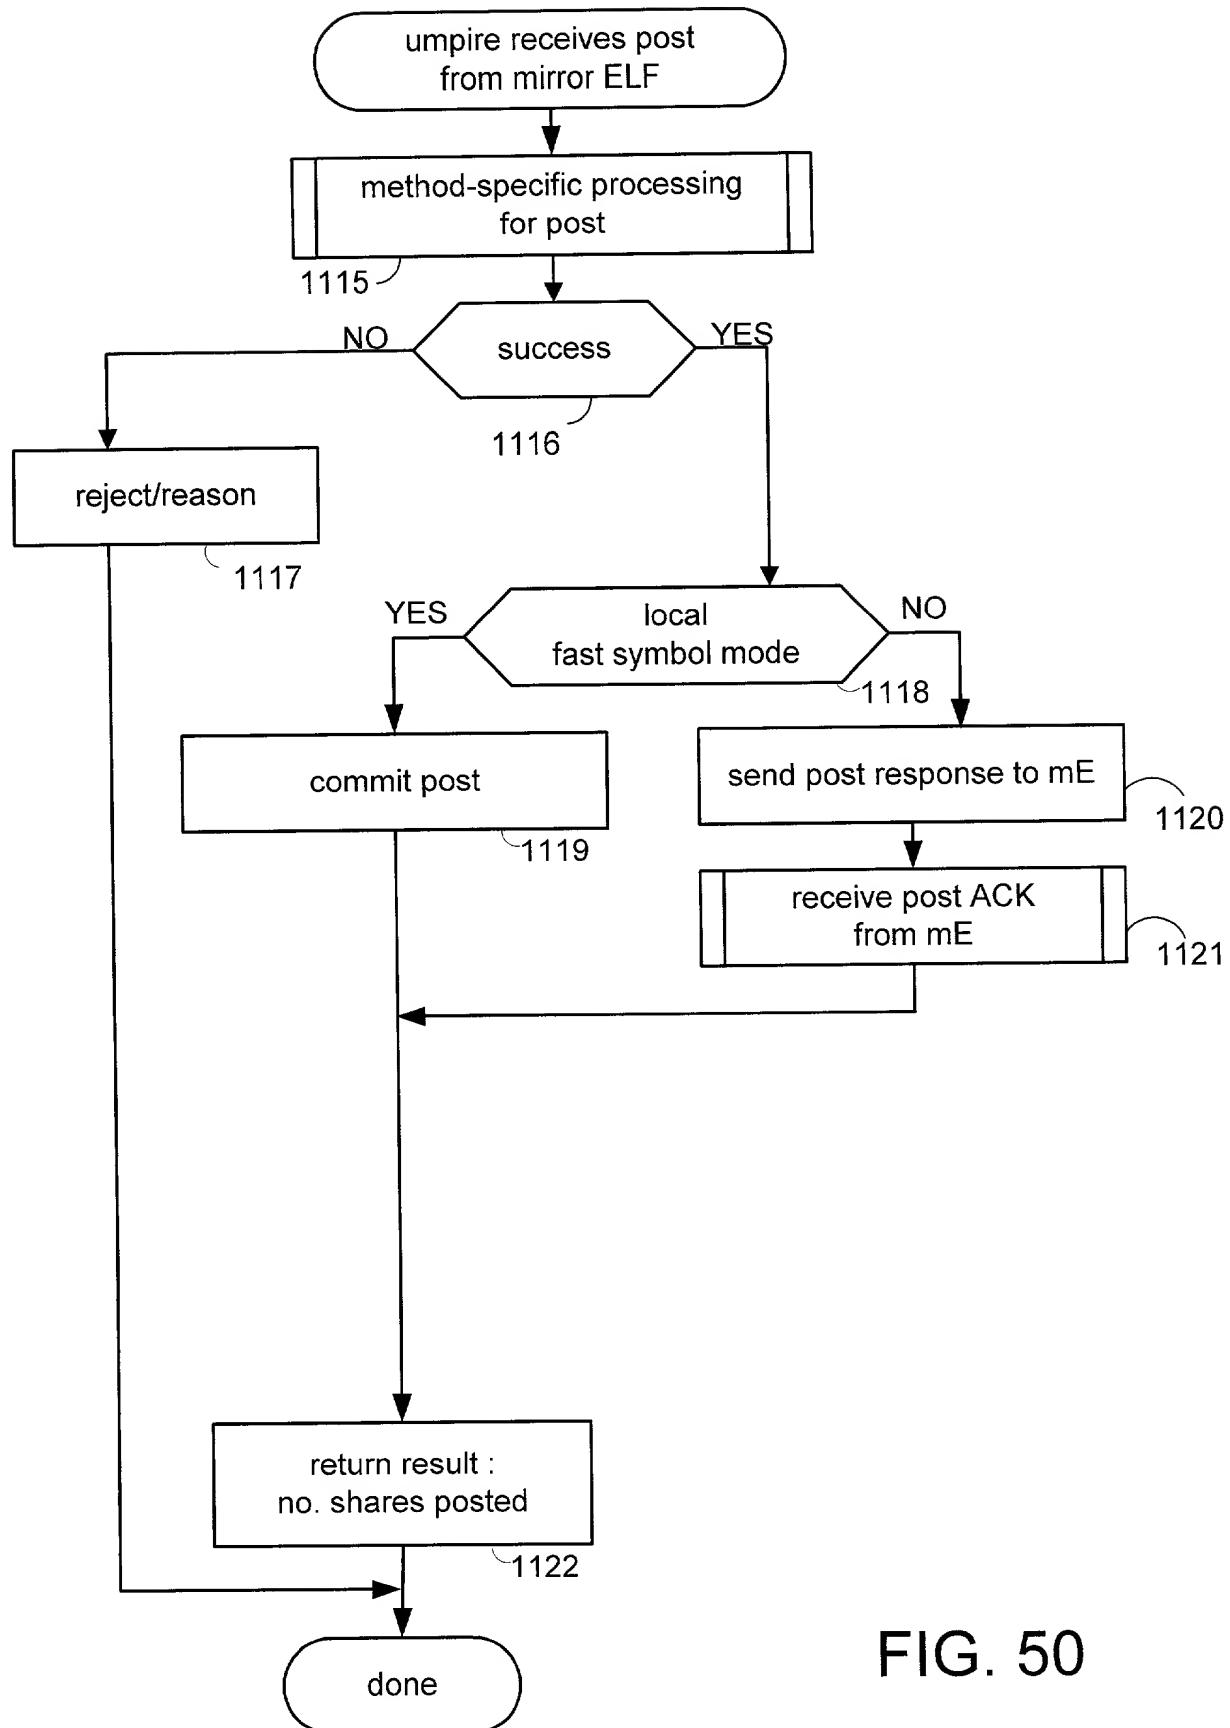 umpire receives post
from mirror ELF
method-specific processing
for post
1115
NO
YES
success
1116
reject/reason
1117
YES
NO
local
fast symbol mode
1118
commit post
send post response to mE
1119
1120
receive post ACK
from mE
1121
return result :
no. shares posted
1122
done
FIG. 50